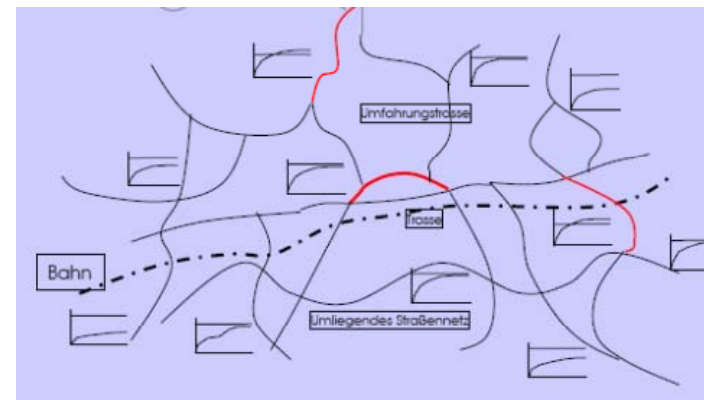 Umfahrungstrasse
Trasse
Bahn
Umliegendes Straßennetz